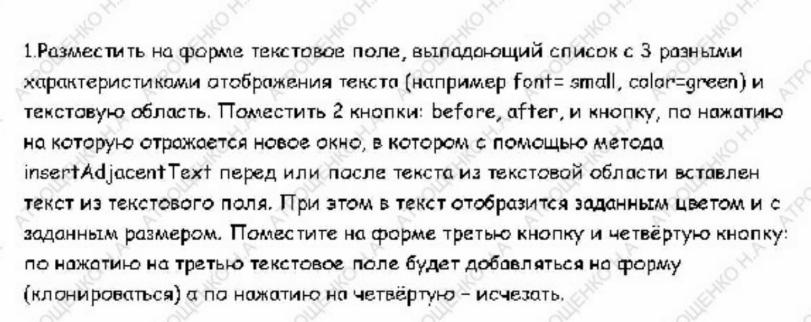 1.Разместить на форме текстовое поле, выпадающий список с 3 разными
характеристиками отображения текста (например font= small, color=green) и
текстовую область. Поместить 2 кнопки: before, after, и кнопку, по нажатию
на которую отражается новое окно, в котором с помощью метода
insertAdjacentText перед или после текста из текстовой области вставлен
текст из текстового поля. При этом в текст отобразится заданным цветом и с
заданным размером. Поместите на форме третью кнопку и четвёртую кнопку:
по нажатию на третью текстовое поле будет добавляться на форму
(клонироваться) а по нажатию на четвёртую – исчезать.